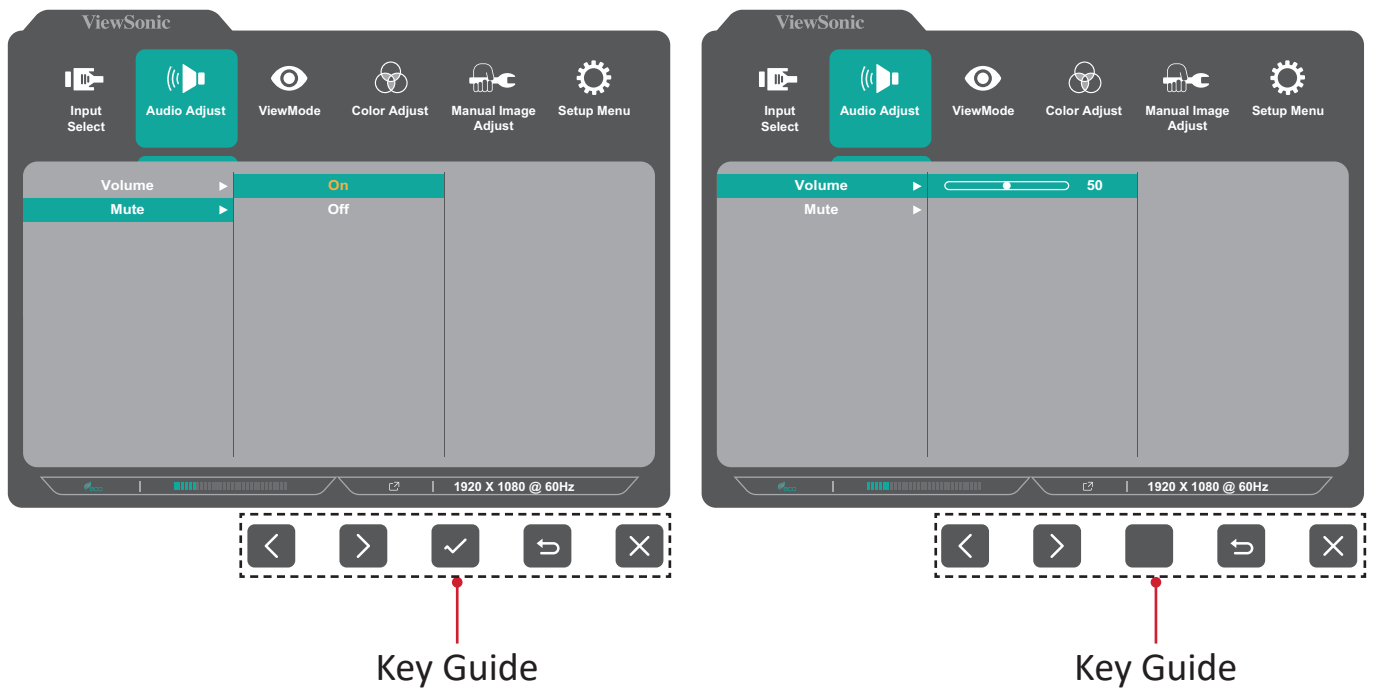 ViewSonic
Input
Select
Audio Adjust
ViewMode
Color Adjust
Manual Image
Adjust
Setup Menu
Volume
On
Mute
Off
eco
1920 X 1080 @ 60Hz
Key Guide
ViewSonic
Input
Select
Audio Adjust
ViewMode
Color Adjust
Manual Image
Adjust
Setup Menu
Volume
50
Mute
eco
1920 X 1080 @ 60Hz
Key Guide